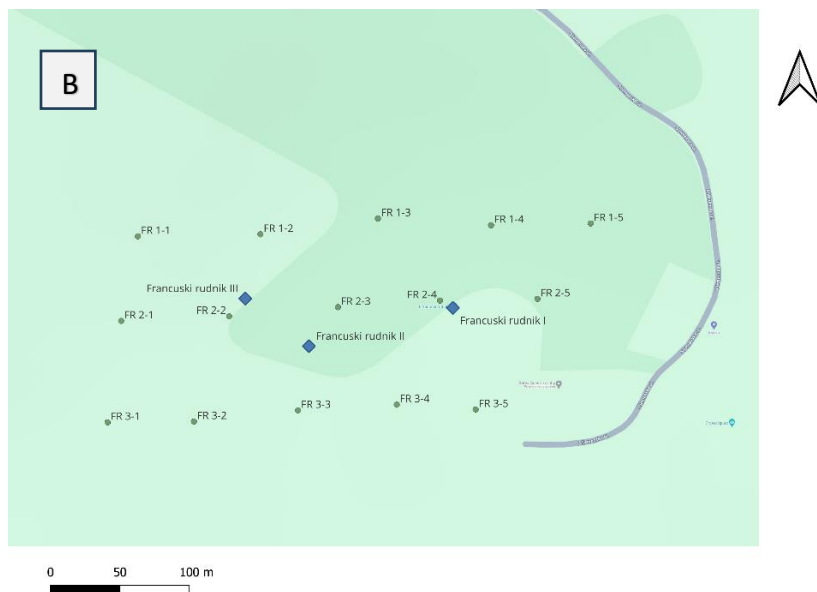 B
FR 1-3
FR 1-5
FR 1-4
FR 1-1
FR 1-2
Francuski rudnik III
FR 2-4
FR 2-5
FR 2-3
FR 2-1
FR 2-2
Francuski rudnik I
Francuski rudnik II
FR 3-3
FR 3-4
FR 3-5
FR 3-1
FR 3-2
0 50 100 m